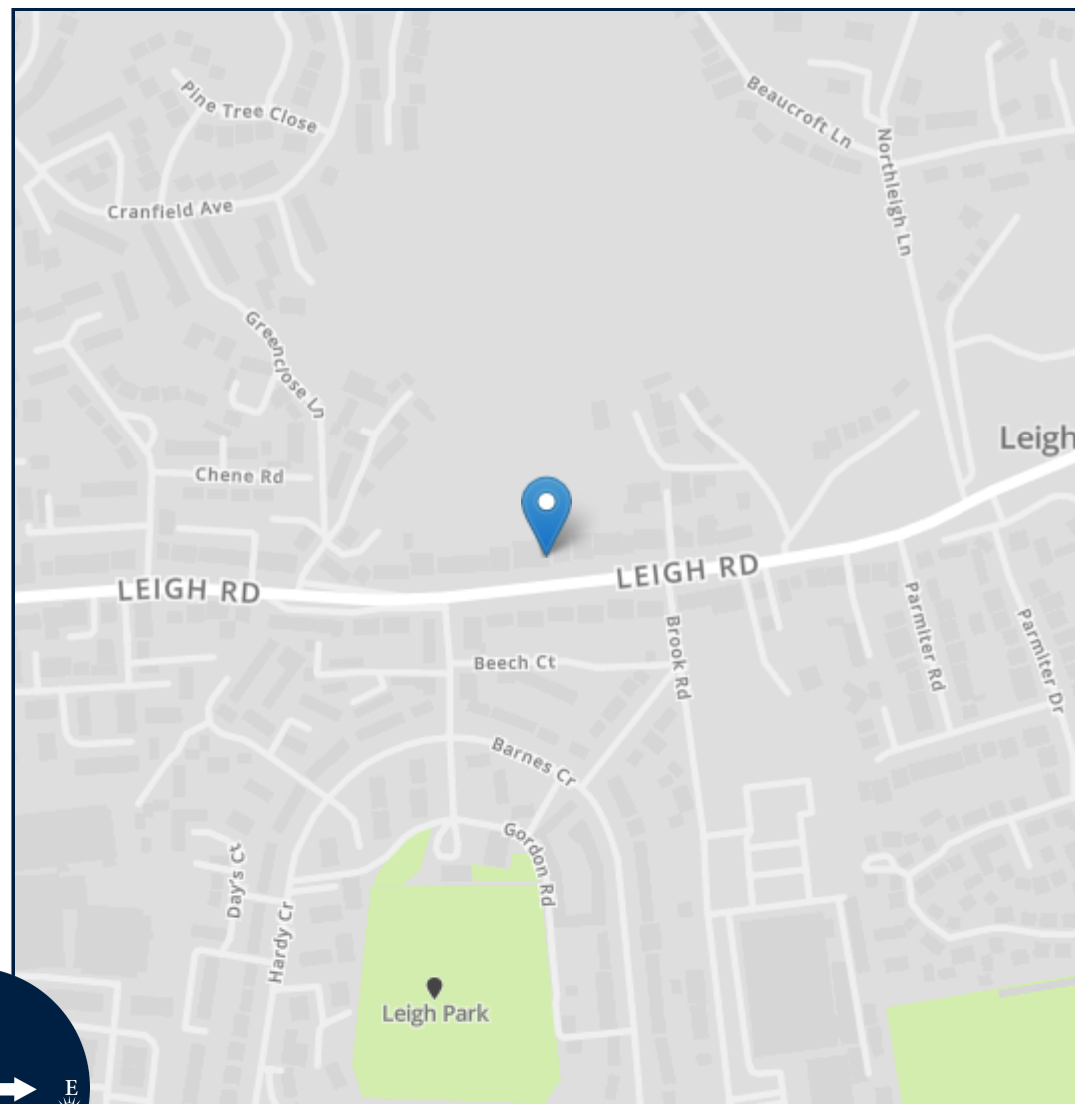 Pine Tree Close
Beaucroft Ln
Northleigh Ln
Cranfield Ave
Greenclose Ln
Leigh
Chene Rd
LEIGH RD
LEIGH RD
Parmiter Rd
Parmiter Dr
Brook Rd
Beech Ct
Barnes Cr
Gordon Rd
Day's Ct
Hardy Cr
Leigh Park
E